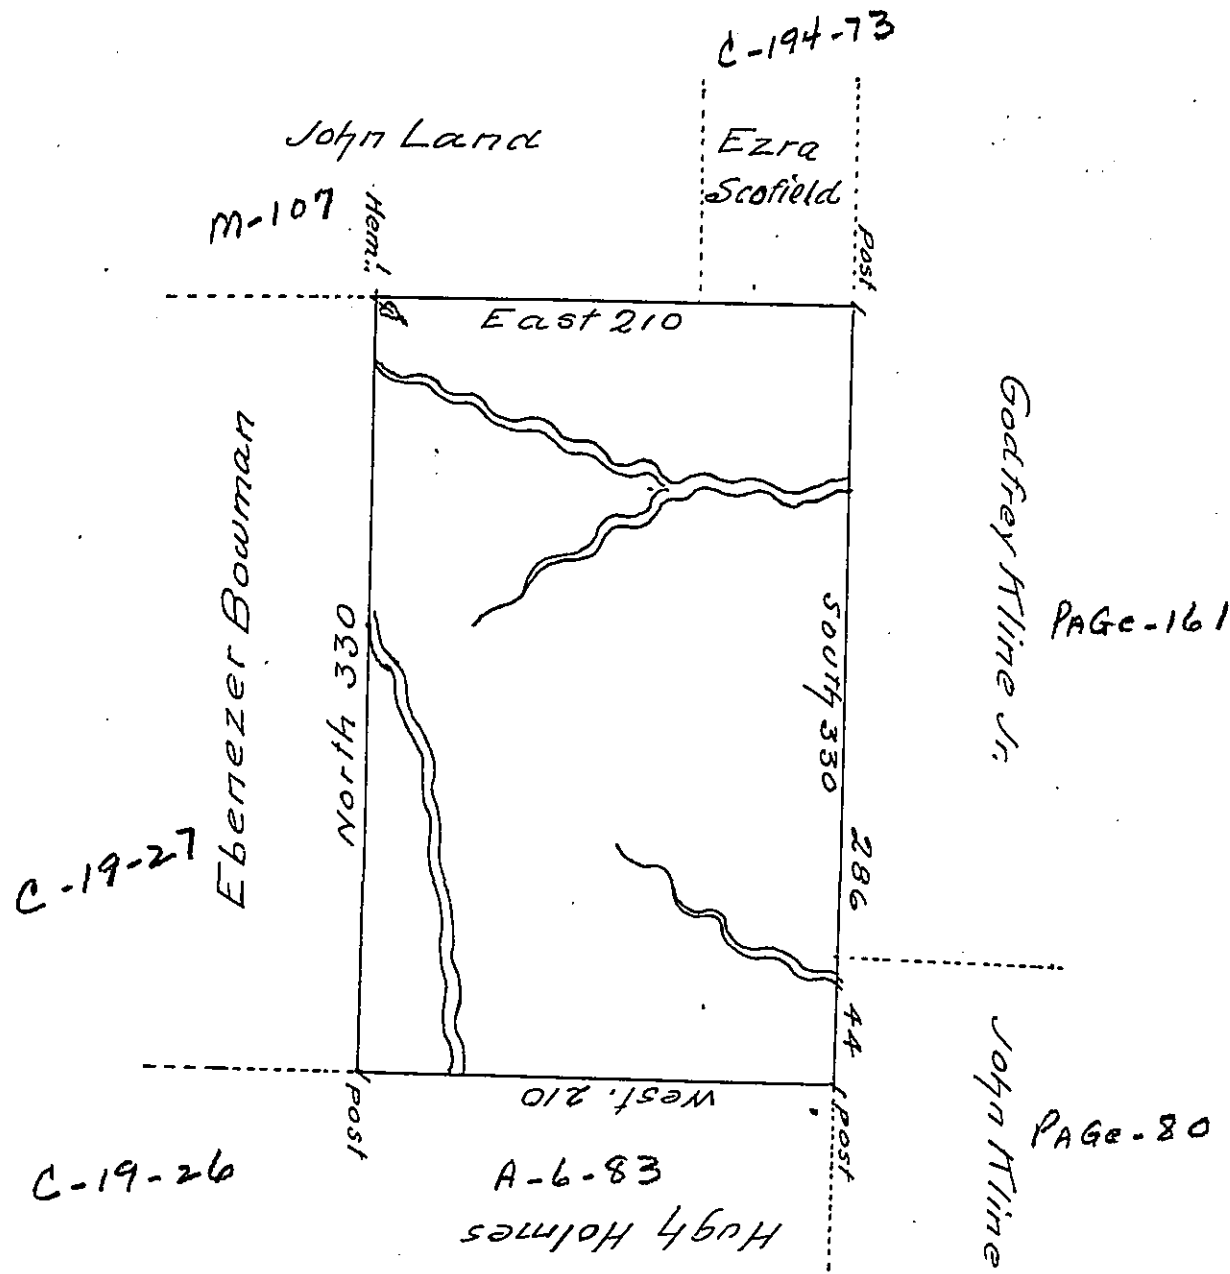 C-194-73
John Land
Ezra
Scofield
M-107
Heml.
Post
East 210
Ebenezer Bowman
North 330
South 330
286
44
Godfrey Kline Jr.
PAGe-161
C-19-27
West. 210
Post
Post
John Kline
PAGe-80
C-19-26
A-6-83
Hugh Holmes